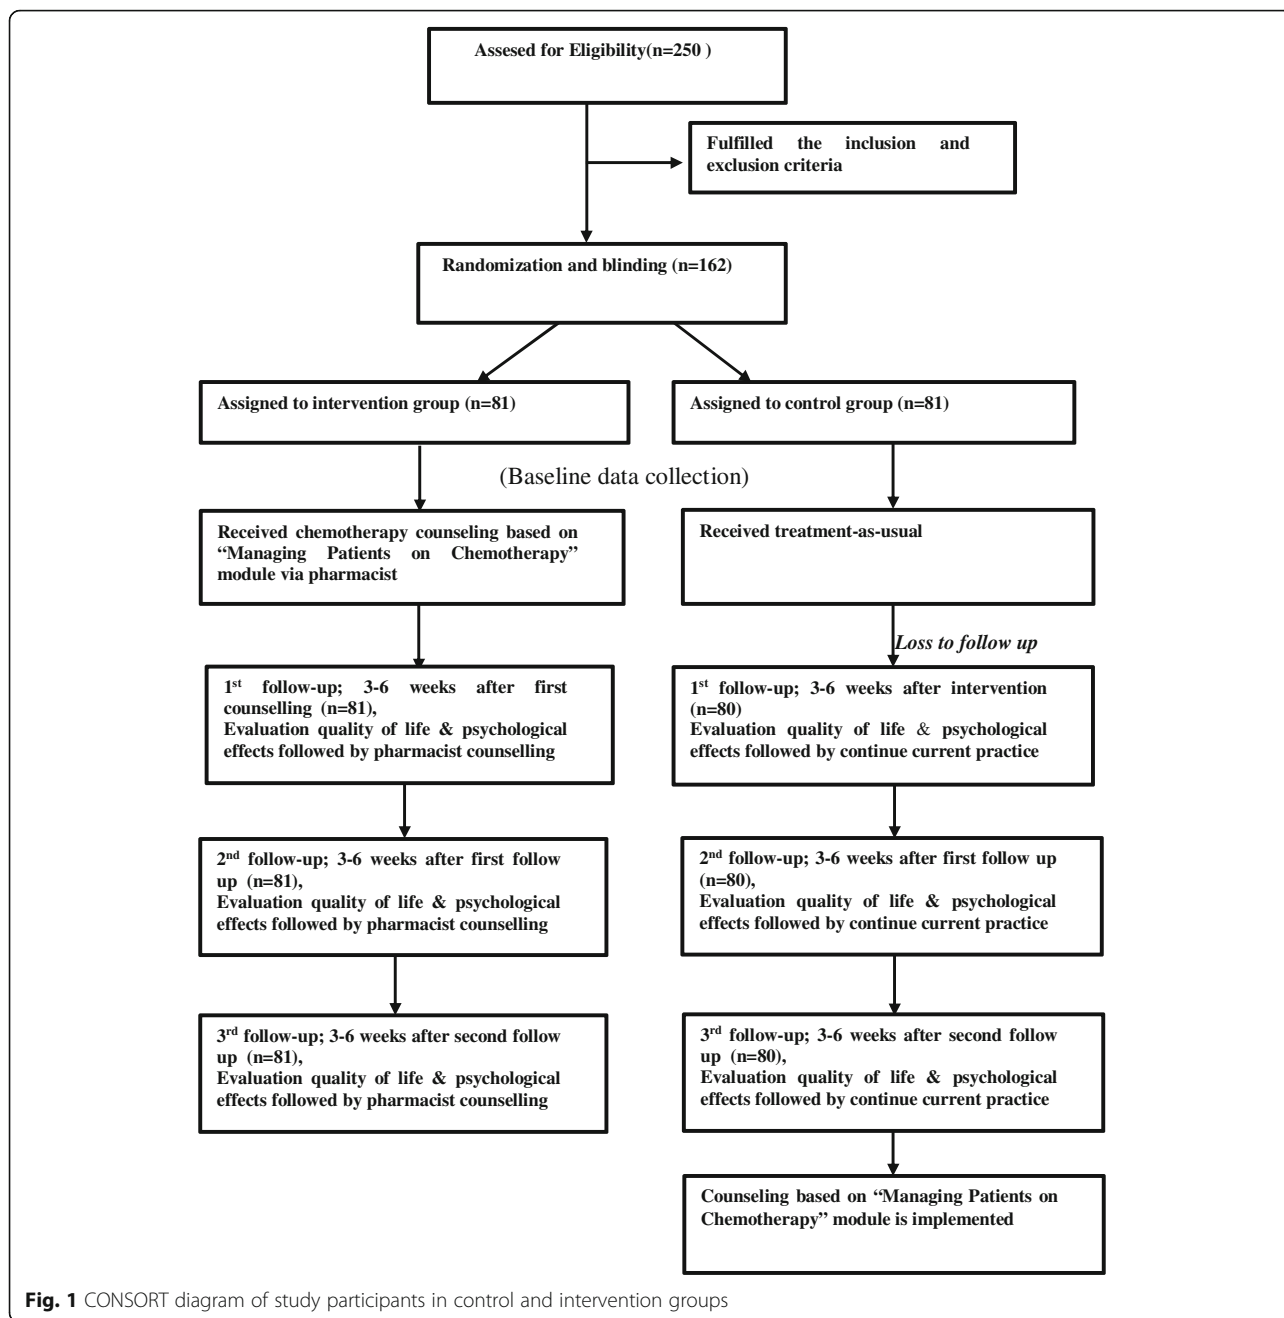 Assesed for Eligibility(n=250 )
Fulfilled the inclusion and
exclusion criteria
Randomization and blinding (n=162)
Assigned to intervention group (n=81)
Assigned to control group (n=81)
(Baseline data collection)
Received chemotherapy counseling based on
“Managing Patients on Chemotherapy”
module via pharmacist
Received treatment-as-usual
Loss to follow up
1st follow-up; 3-6 weeks after first
counselling (n=81),
Evaluation quality of life & psychological
effects followed by pharmacist counselling
1st follow-up; 3-6 weeks after intervention
(n=80)
Evaluation quality of life & psychological
effects followed by continue current practice
2nd follow-up; 3-6 weeks after first follow
up (n=81),
Evaluation quality of life & psychological
effects followed by pharmacist counselling
2nd follow-up; 3-6 weeks after first follow up
(n=80),
Evaluation quality of life & psychological
effects followed by continue current practice
3rd follow-up; 3-6 weeks after second follow
up (n=81),
Evaluation quality of life & psychological
effects followed by pharmacist counselling
3rd follow-up; 3-6 weeks after second follow
up (n=80),
Evaluation quality of life & psychological
effects followed by continue current practice
Counseling based on “Managing Patients on
Chemotherapy” module is implemented
Fig. 1 CONSORT diagram of study participants in control and intervention groups